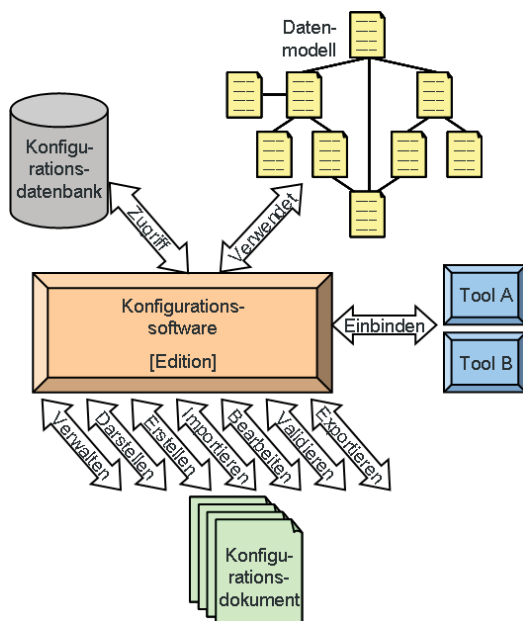 Daten-
modell
Konfigu-
rations-
datenbank
Zugriff
Verwendet
Konfigurations-
software
[Edition]
Einbinden
Tool A
Tool B
Verwalten
Darstellen
Erstellen
Importieren
Bearbeiten
Validieren
Exportieren
Konfigu-
rations-
dokument